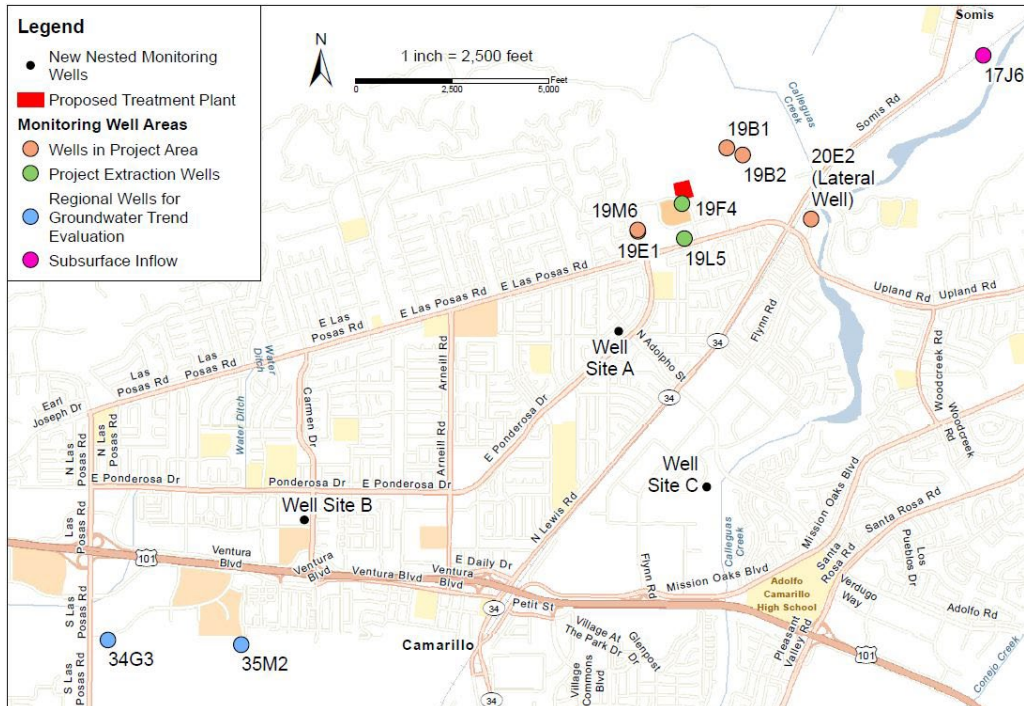 Legend
New Nested Monitoring
Wells
Proposed Treatment Plant
Monitoring Well Areas
Wells in Project Area
Project Extraction Wells
Regional Wells for
Groundwater Trend
Evaluation
Subsurface Inflow
N
1 inch = 2,500 feet
Feet
0
2,500
5,000
Somis
17J6
Calleguas
Creek
Somis Rd
19B1
19B2
20E2
(Lateral
Well)
19M6
19F4
19E1
19L5
E Las Posas Rd
E Las Posas Rd
E Las Posas Rd
E Las
Posas Rd
Las
Posas Rd
Las
Posas Rd
Upland Rd
Upland Rd
Flynn Rd
34
Well
Site A
N Adolpho St
Water
Ditch
Arneill Rd
Woodcreek
Rd
Woodcreek
Rd
Earl
Joseph Dr
N Las
Posas Rd
N Las
Posas Rd
Carmen Dr
Water Ditch
34
E Ponderosa Dr
Arneill Rd
E Ponderosa Dr
Ponderosa Dr
E Ponderosa Dr
Well
Site C
Mission Oaks Blvd
Santa Rosa Rd
Well Site B
N Lewis Rd
Las
Posas Rd
Calleguas
Creek
Santa
Rosa Rd
Los
Pueblos Dr
101
Ventura
Blvd
Ventura
Blvd
Ventura Blvd
Ventura
Blvd
E Daily Dr
Flynn Rd
Mission Oaks Blvd
Adolfo
Camarillo
High School
Verdugo
Way
Adolfo Rd
S Las
Posas Rd
34
Petit St
Camarillo
Village At
The Park Dr
Glenpost
Dr
Village
Commons
Blvd
Pleasant
Valley Rd
101
Conejo Creek
34G3
35M2
S Las
Posas Rd
34